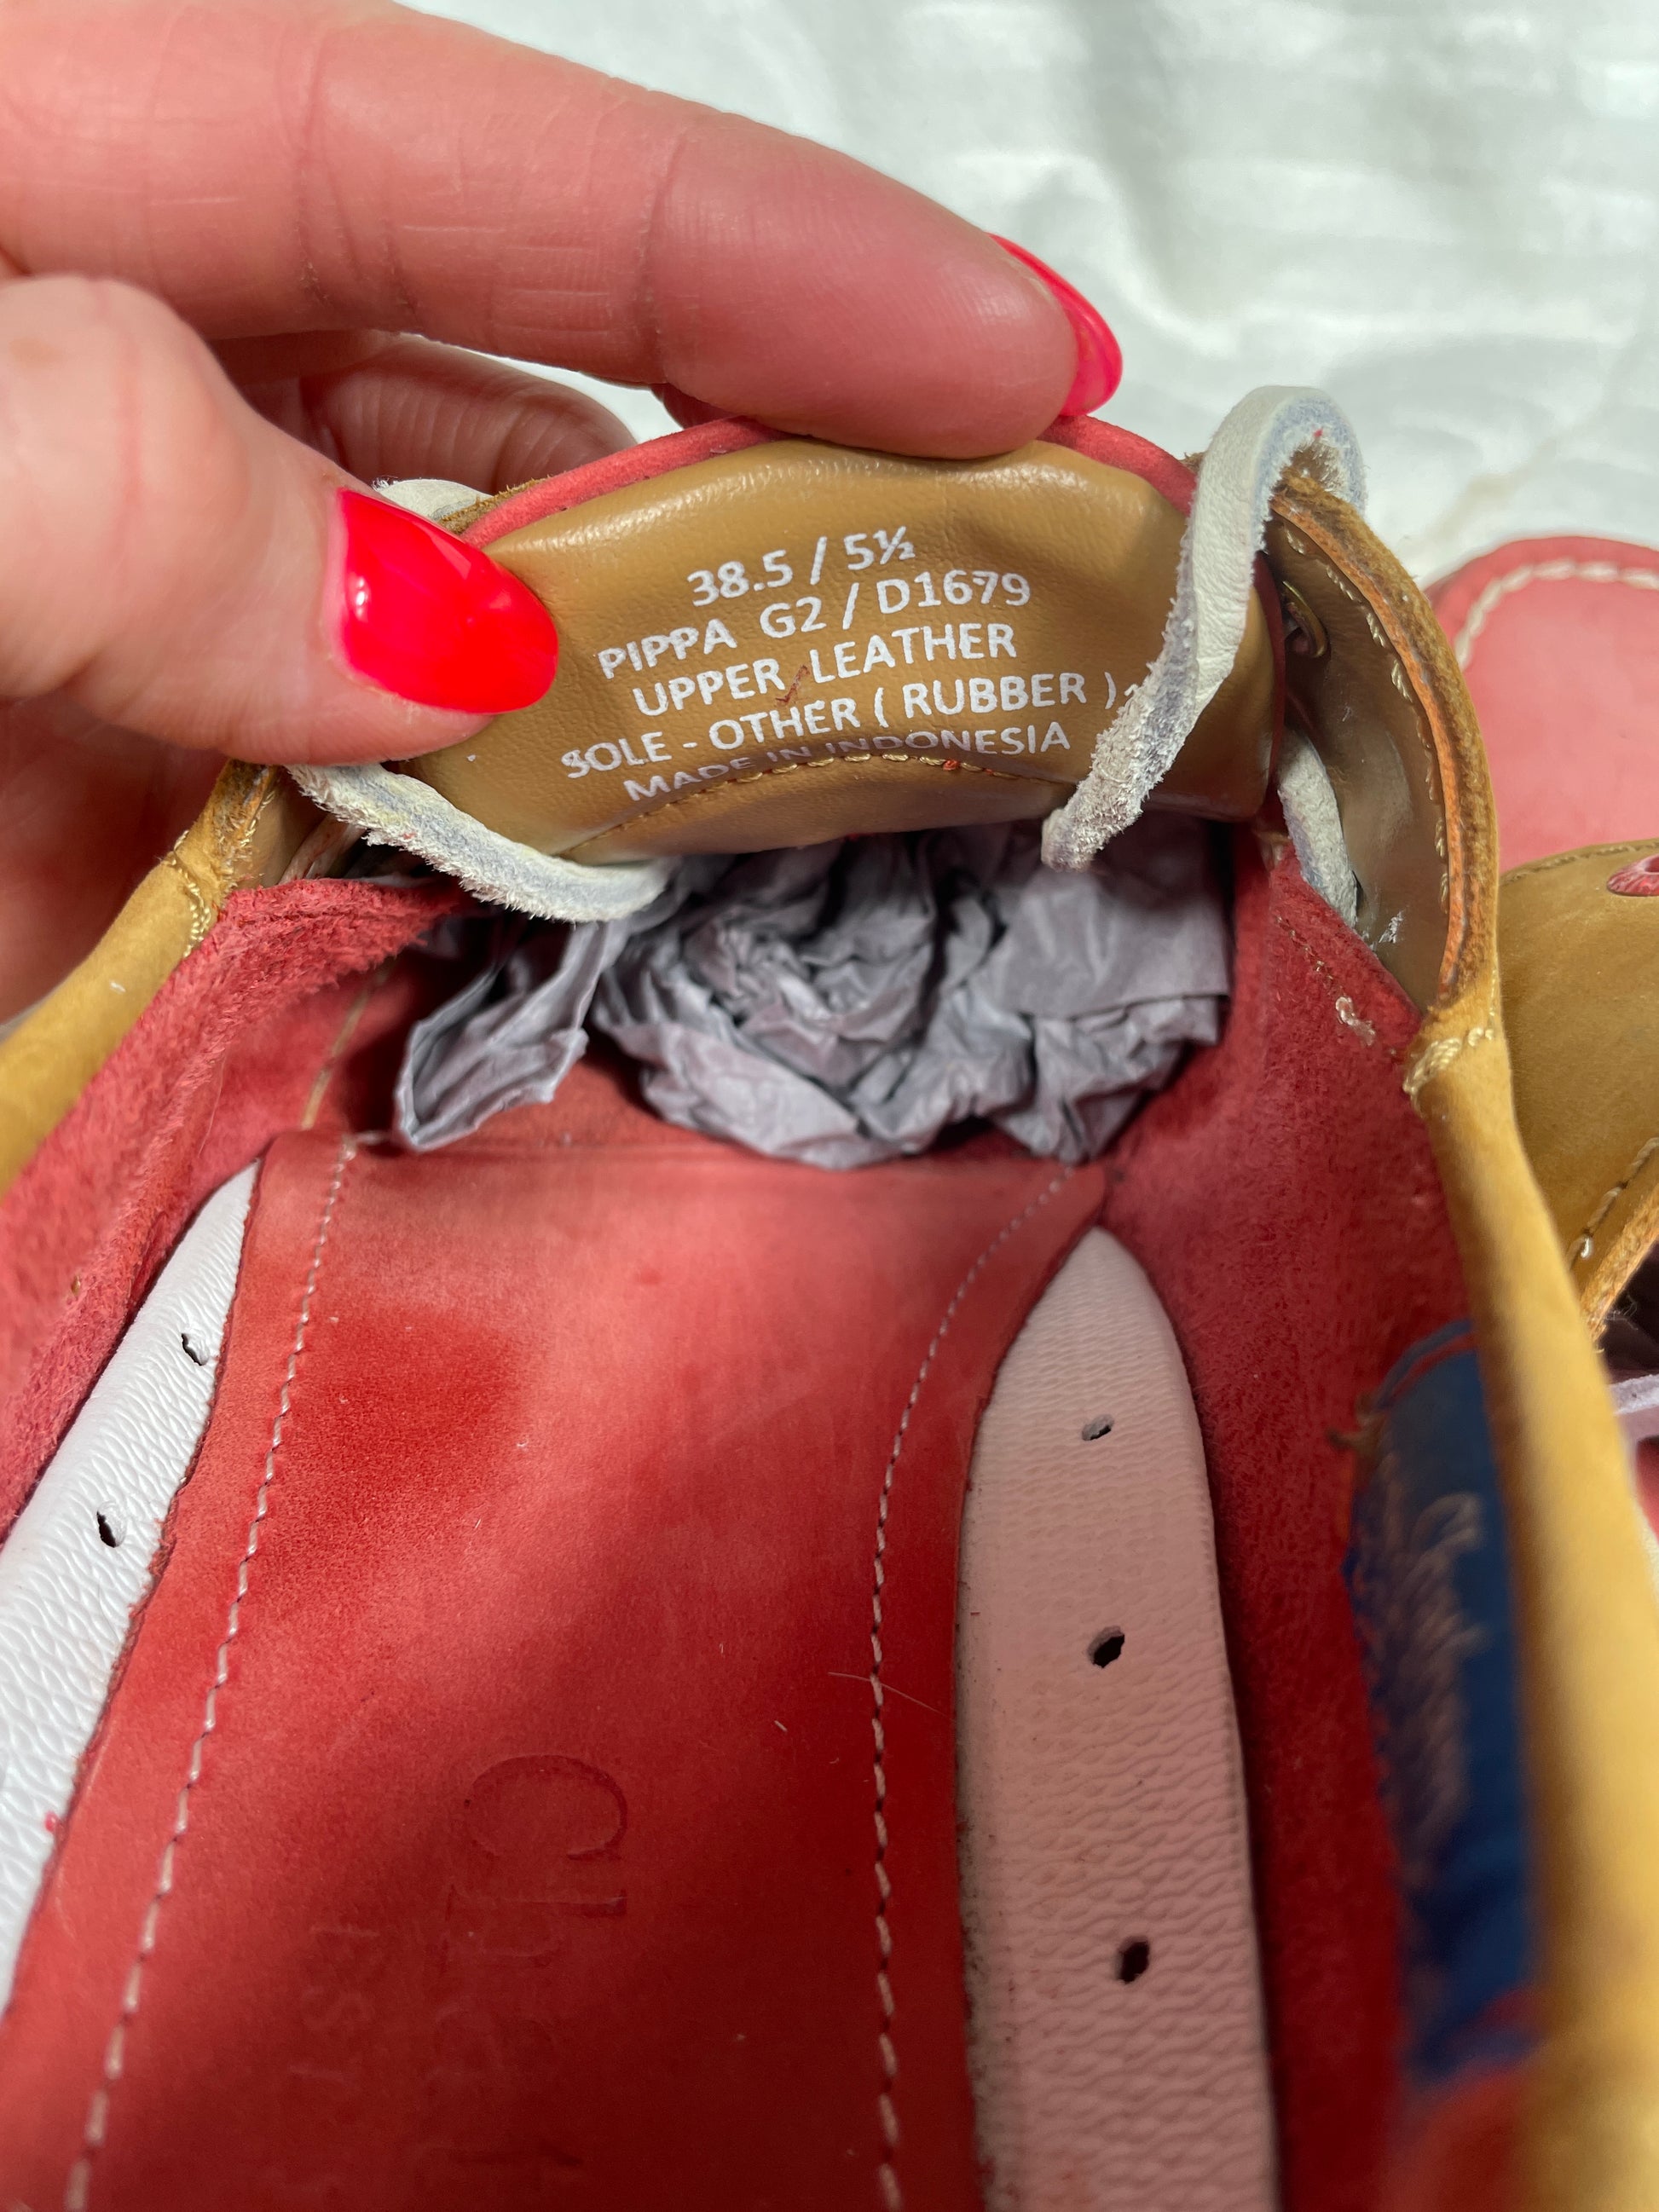 38.5 / 5½
PIPPA G2 / D1679
UPPER LEATHER
SOLE - OTHER ( RUBBER )
MADE IN INDONESIA